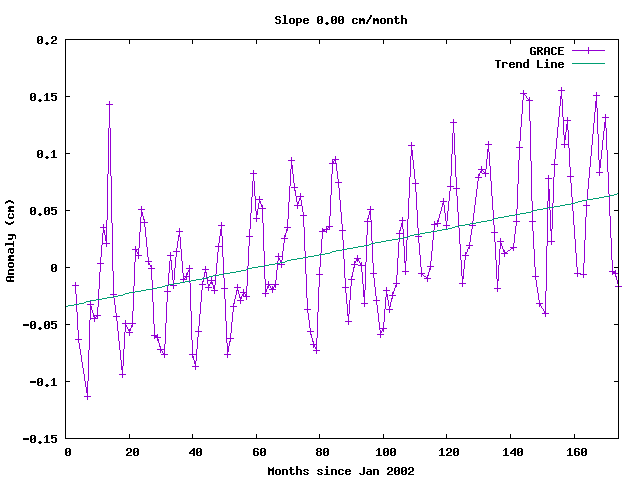 Slope 0.00 cm/month
0.2
GRACE
Trend Line
0.15
0.1
0.05
0
-0.05
-0.1
-0.15
Anomaly (cm)
0 20 40 60 80 100 120 140 160
Months since Jan 2002